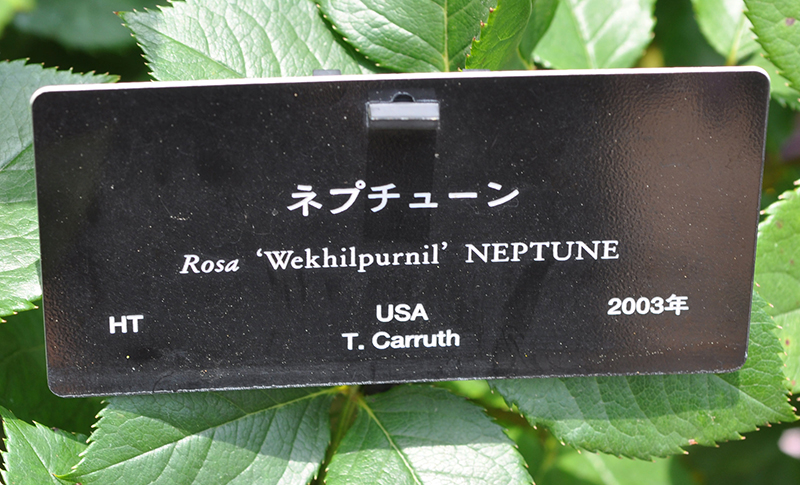 ネプチューン
Rosa 'Wekhilpurnil' NEPTUNE
HT
USA
2003年
T. Carruth